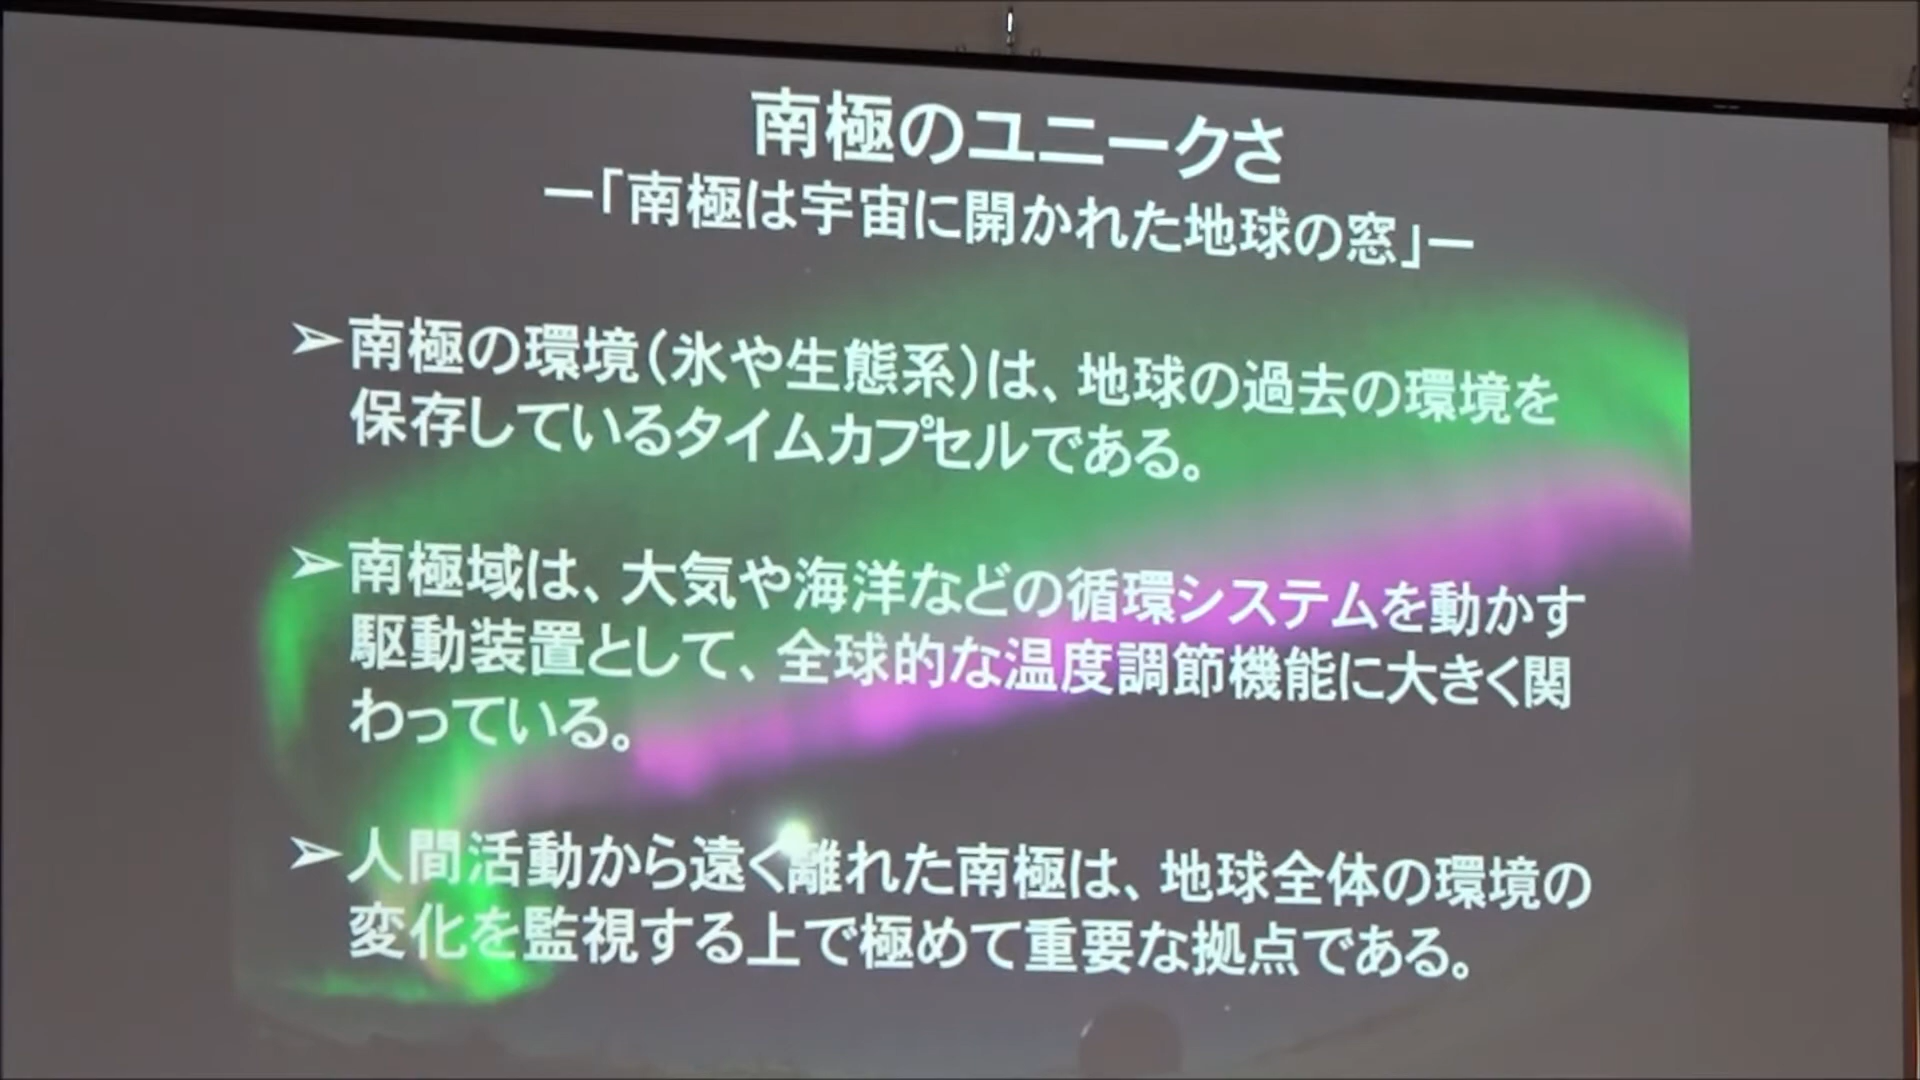 南極のユニークさ
ー「南極は宇宙に開かれた地球の窓」ー
➢南極の環境（氷や生態系）は、地球の過去の環境を
保存しているタイムカプセルである。
➢南極域は、大気や海洋などの循環システムを動かす
駆動装置として、全球的な温度調節機能に大きく関
わっている。
➢人間活動から遠く離れた南極は、地球全体の環境の
変化を監視する上で極めて重要な拠点である。